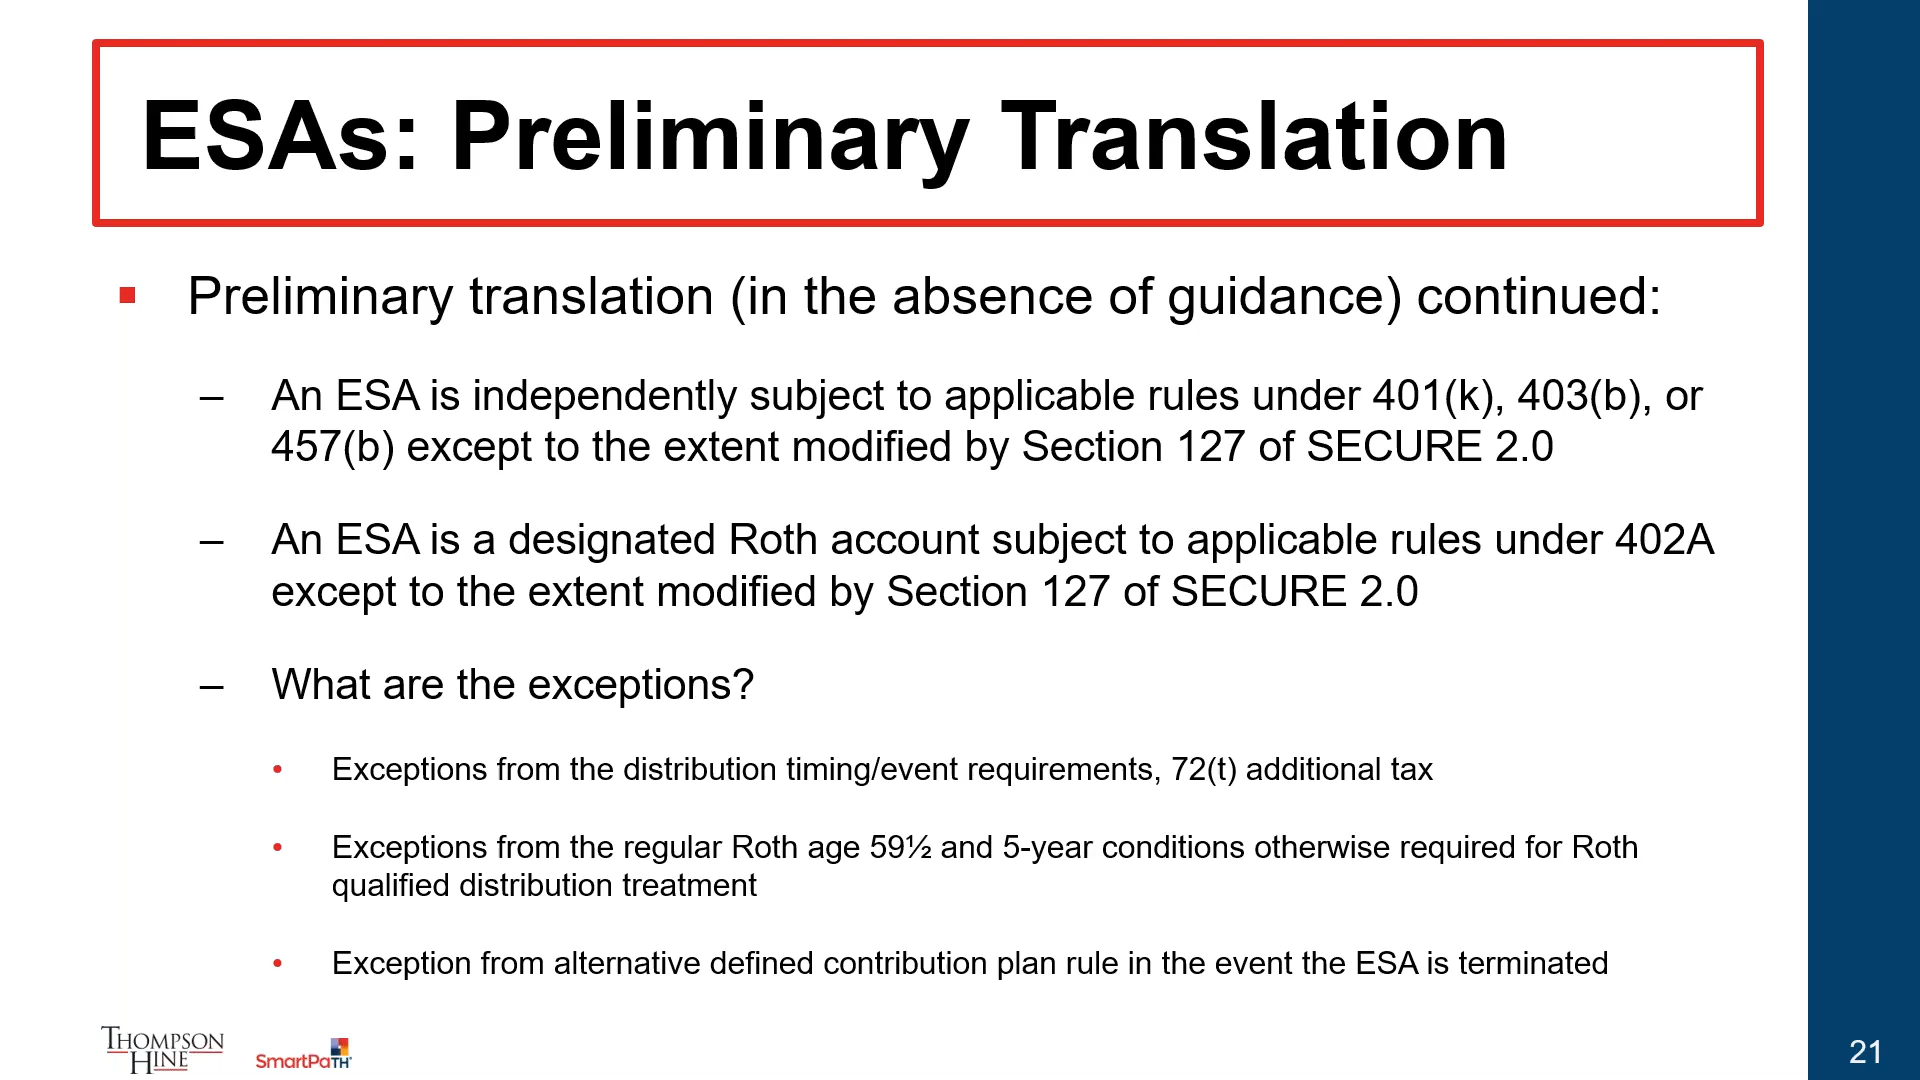 ESAs: Preliminary Translation
▪ Preliminary translation (in the absence of guidance) continued:
– An ESA is independently subject to applicable rules under 401(k), 403(b), or
457(b) except to the extent modified by Section 127 of SECURE 2.0
– An ESA is a designated Roth account subject to applicable rules under 402A
except to the extent modified by Section 127 of SECURE 2.0
– What are the exceptions?
• Exceptions from the distribution timing/event requirements, 72(t) additional tax
• Exceptions from the regular Roth age 59½ and 5-year conditions otherwise required for Roth
qualified distribution treatment
• Exception from alternative defined contribution plan rule in the event the ESA is terminated
THOMPSON
HINE
SmartPaTH
21